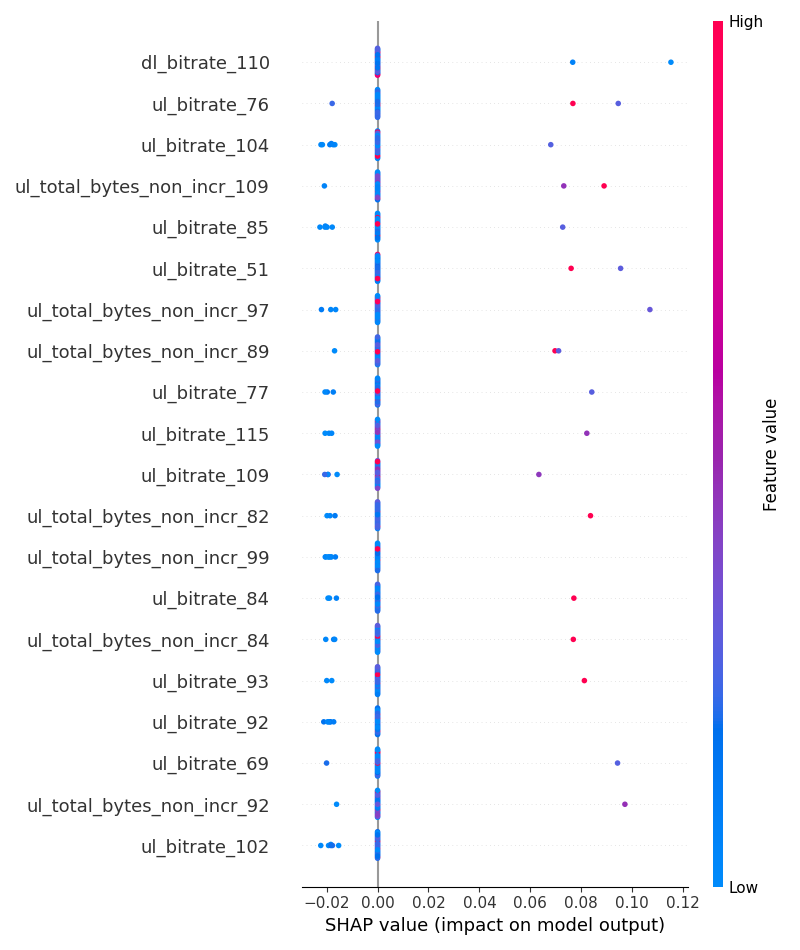 High
dl_bitrate_110
ul_bitrate_76
ul_bitrate_104
ul_total_bytes_non_incr_109
ul_bitrate_85
ul_bitrate_51
ul_total_bytes_non_incr_97
ul_total_bytes_non_incr_89
ul_bitrate_77
ul_bitrate_115
ul_bitrate_109
ul_total_bytes_non_incr_82
ul_total_bytes_non_incr_99
ul_bitrate_84
ul_total_bytes_non_incr_84
ul_bitrate_93
ul_bitrate_92
ul_bitrate_69
ul_total_bytes_non_incr_92
ul_bitrate_102
Feature value
Low
−0.02 0.00 0.02 0.04 0.06 0.08 0.10 0.12
SHAP value (impact on model output)